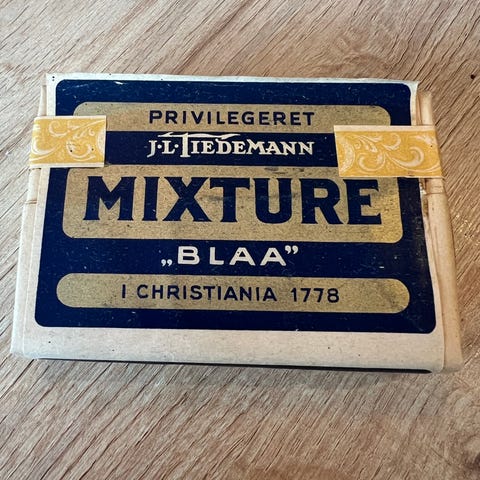 PRIVILEGERET
J·L·TIEDEMANN
MIXTURE
„BLAA”
I CHRISTIANIA 1778